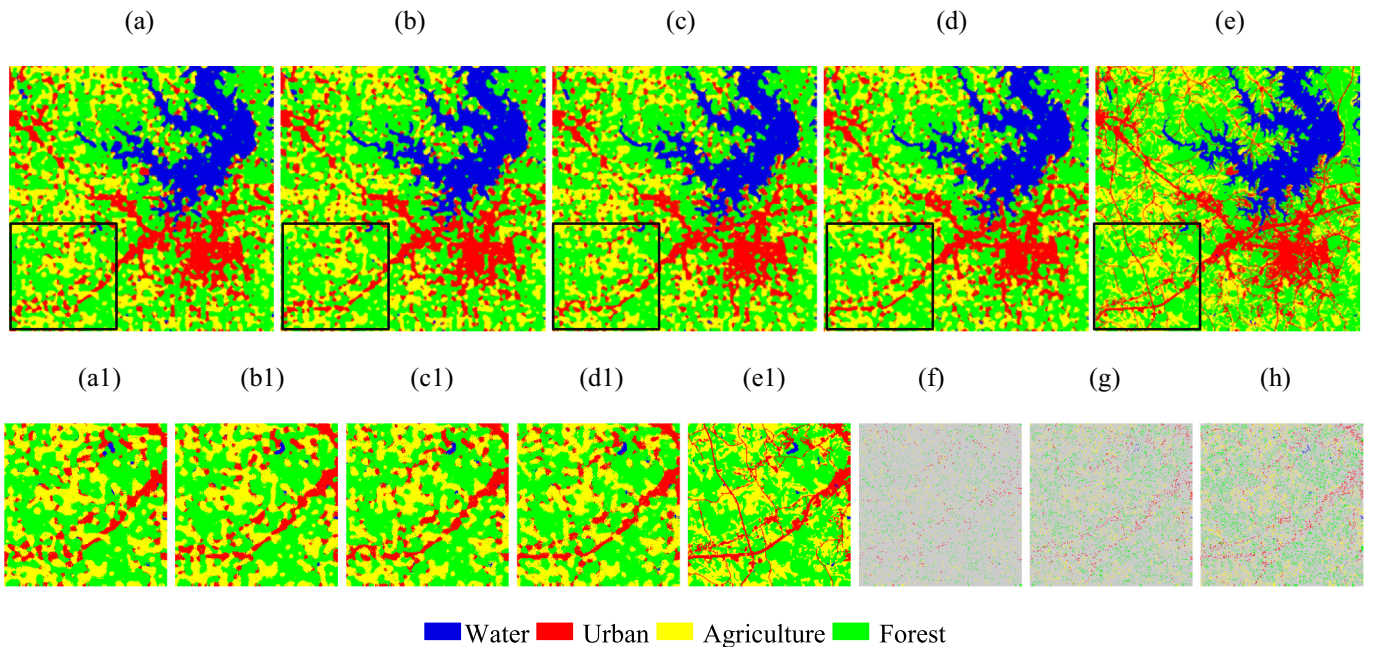 (a) (b) (c) (d) (e)
(a1) (b1) (c1) (d1) (e1) (f) (g) (h)
Water Urban Agriculture Forest